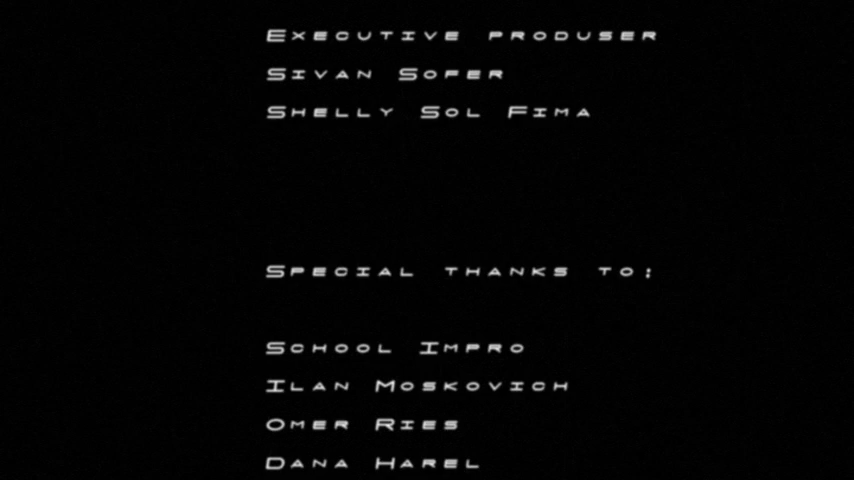 Executive produser
Sivan Sofer
Shelly Sol Fima
Special thanks to:
School Impro
Ilan Moskovich
Omer Ries
Dana Harel